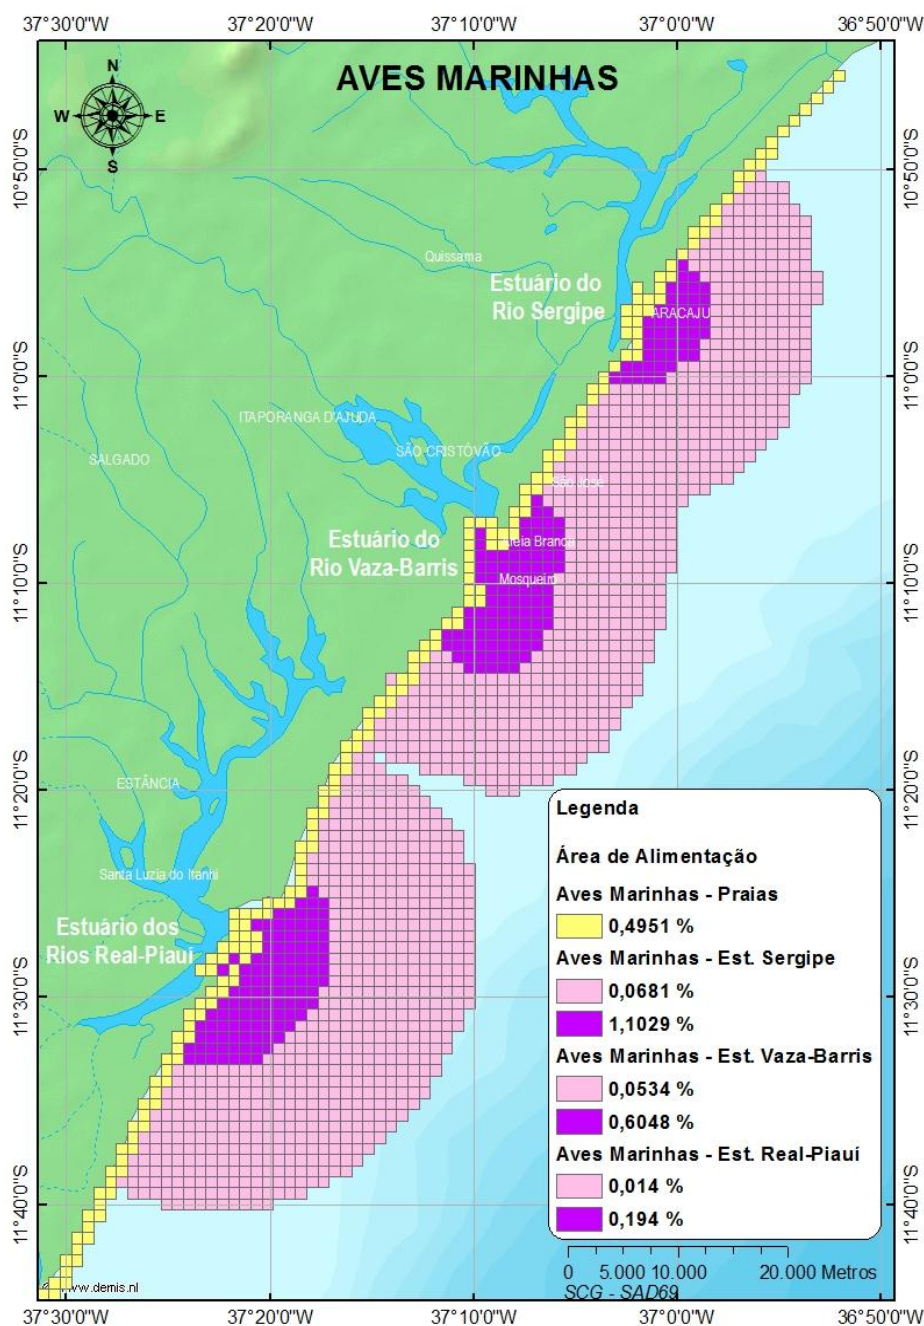 37°30'0"W 37°20'0"W 37°10'0"W 37°0'0"W 36°50'0"W
AVES MARINHAS
N
W E
S
10°50'0"S 10°50'0"S
Quissama
Estuário do
Rio Sergipe
ARACAJU
11°0'0"S 11°0'0"S
ITAPORANGA D'AJUDA
SÃO CRISTÓVÃO
SALGADO
São José
Estuário do
Rio Vaza-Barris
Areia Branca
Mosqueiro
11°10'0"S 11°10'0"S
11°20'0"S 11°20'0"S
ESTÂNCIA
Santa Luzia do Itanhi
Estuário dos
Rios Real-Piauí
11°30'0"S 11°30'0"S
11°40'0"S 11°40'0"S
Legenda
Área de Alimentação
Aves Marinhas - Praias
0,4951 %
Aves Marinhas - Est. Sergipe
0,0681 %
1,1029 %
Aves Marinhas - Est. Vaza-Barris
0,0534 %
0,6048 %
Aves Marinhas - Est. Real-Piauí
0,014 %
0,194 %
0 5.000 10.000 20.000 Metros
SCG - SAD69
www.demis.nl
37°30'0"W 37°20'0"W 37°10'0"W 37°0'0"W 36°50'0"W